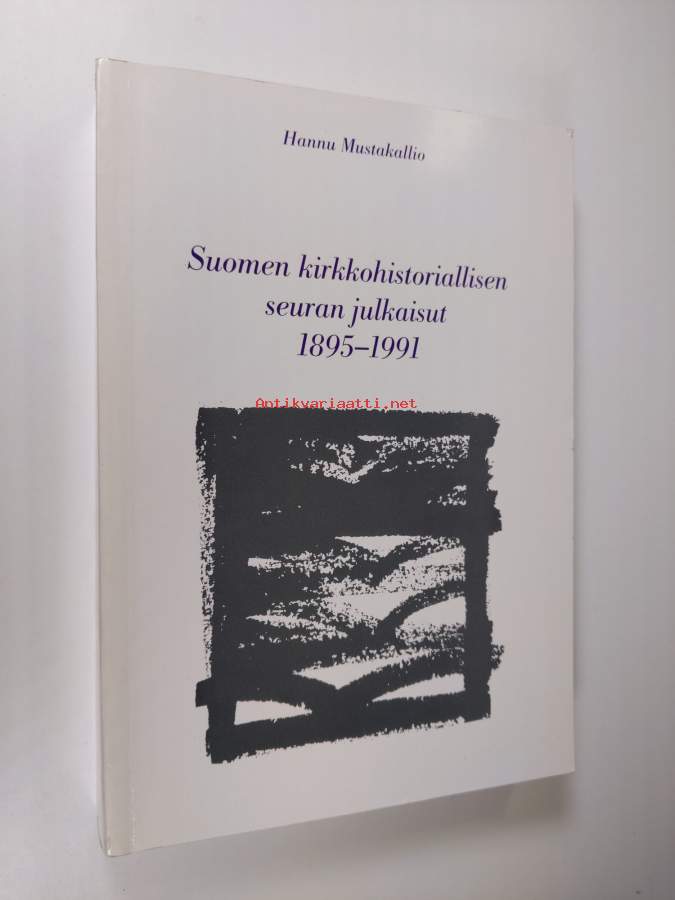 Hannu Mustakallio
Suomen kirkkohistoriallisen
seuran julkaisut
1895–1991
Antikvariaatti.net